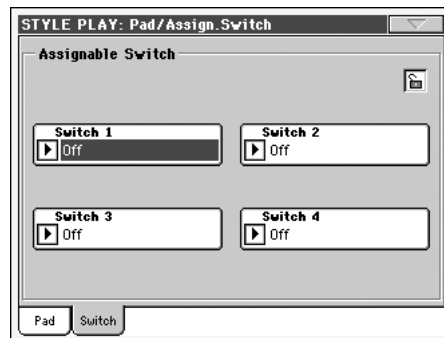 STYLE PLAY: Pad/Assign.Switch
Assignable Switch
Switch 1
Off
Switch 2
Off
Switch 3
Off
Switch 4
Off
Pad
Switch